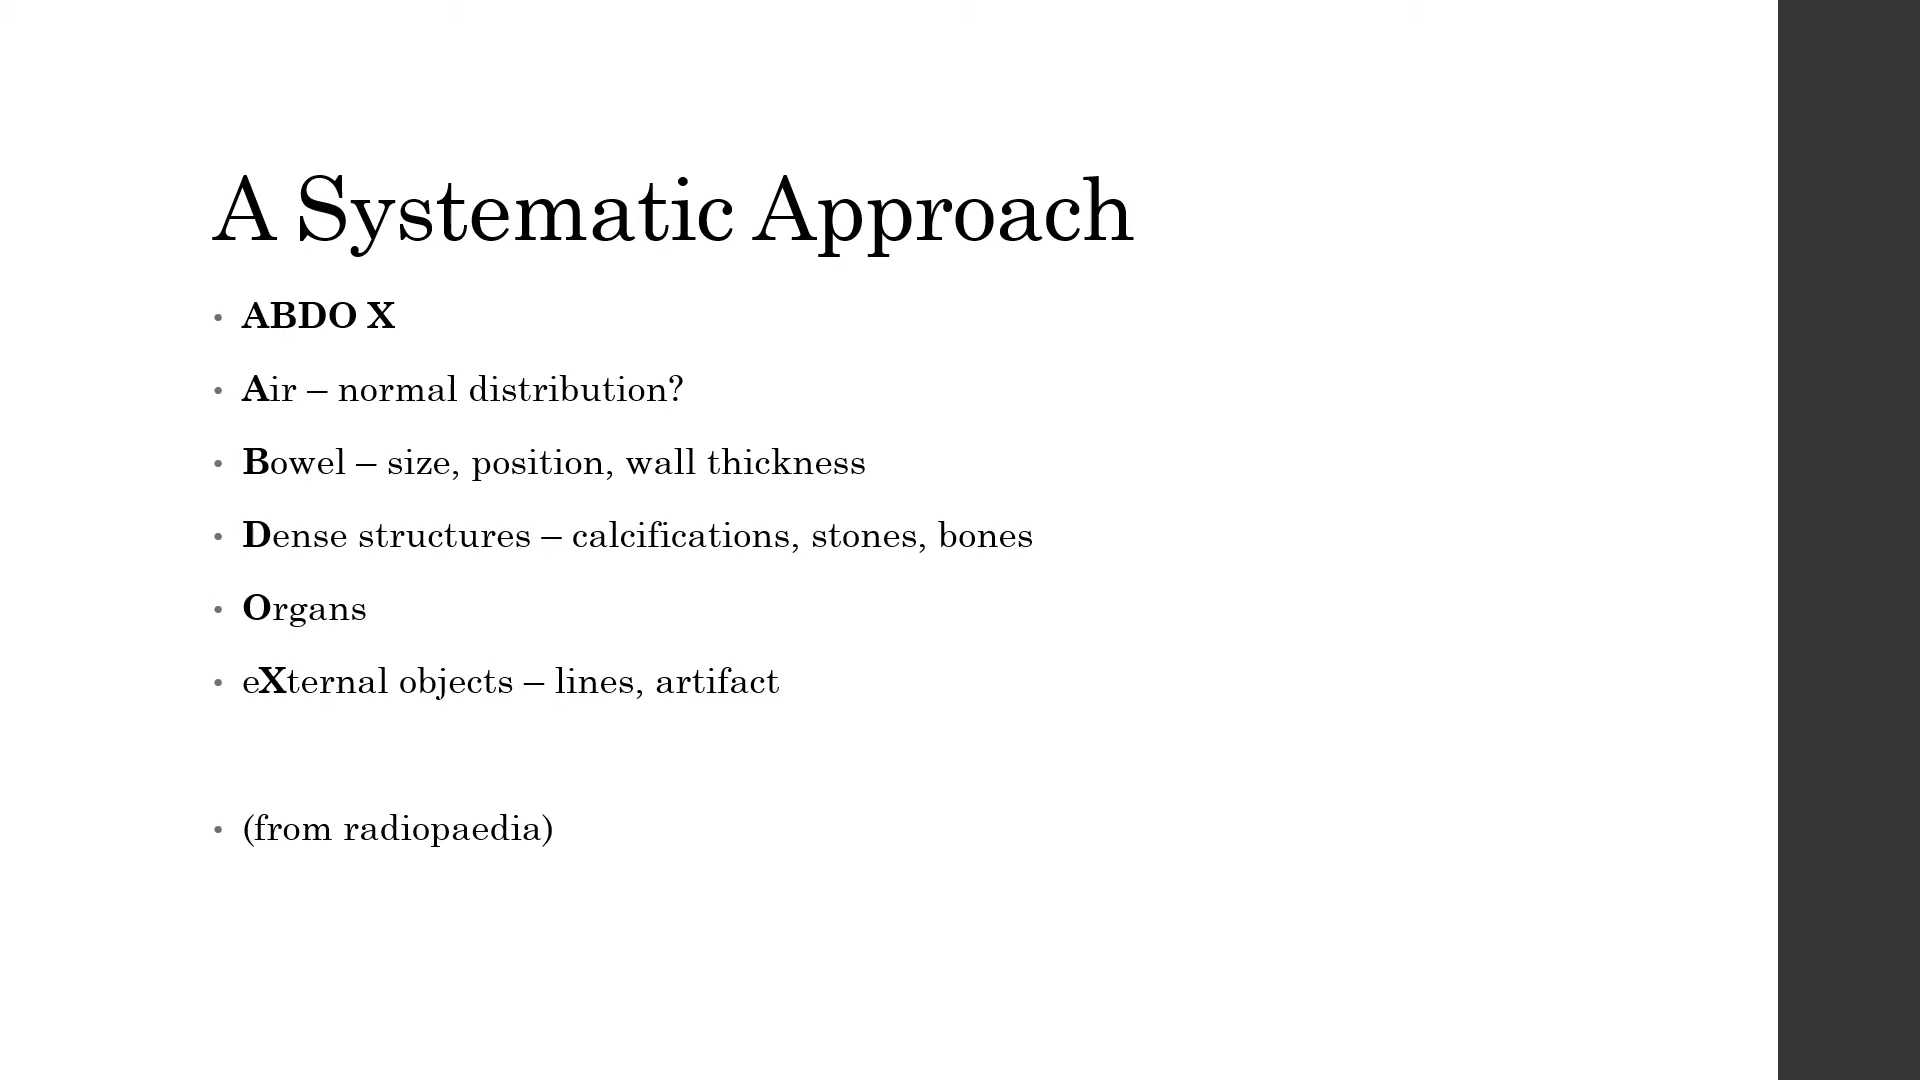 A Systematic Approach
• ABDO X
• Air – normal distribution?
• Bowel – size, position, wall thickness
• Dense structures – calcifications, stones, bones
• Organs
• eXternal objects – lines, artifact
• (from radiopaedia)